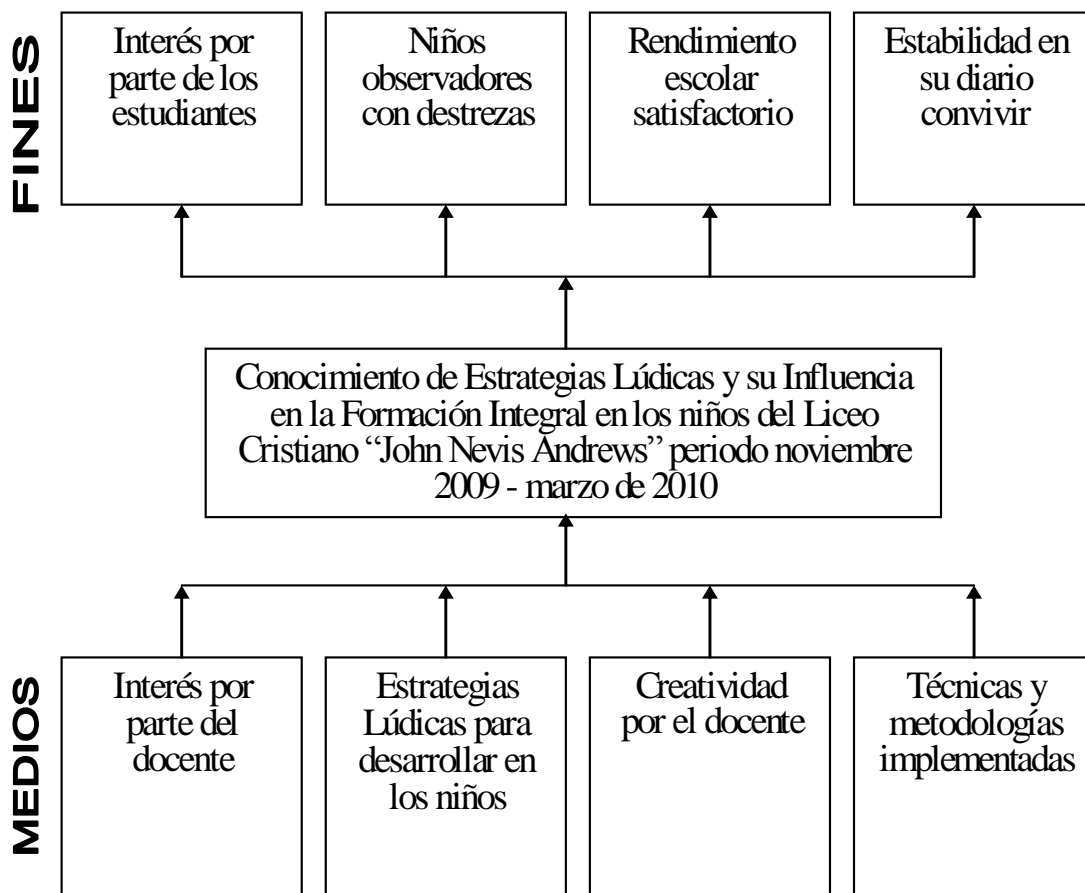 FINES
Interés por
parte de los
estudiantes
Niños
observadores
con destrezas
Rendimiento
escolar
satisfactorio
Estabilidad en
su diario
convivir
Conocimiento de Estrategias Lúdicas y su Influencia
en la Formación Integral en los niños del Liceo
Cristiano “John Nevis Andrews” periodo noviembre
2009 - marzo de 2010
MEDIOS
Interés por
parte del
docente
Estrategias
Lúdicas para
desarrollar en
los niños
Creatividad
por el docente
Técnicas y
metodologías
implementadas